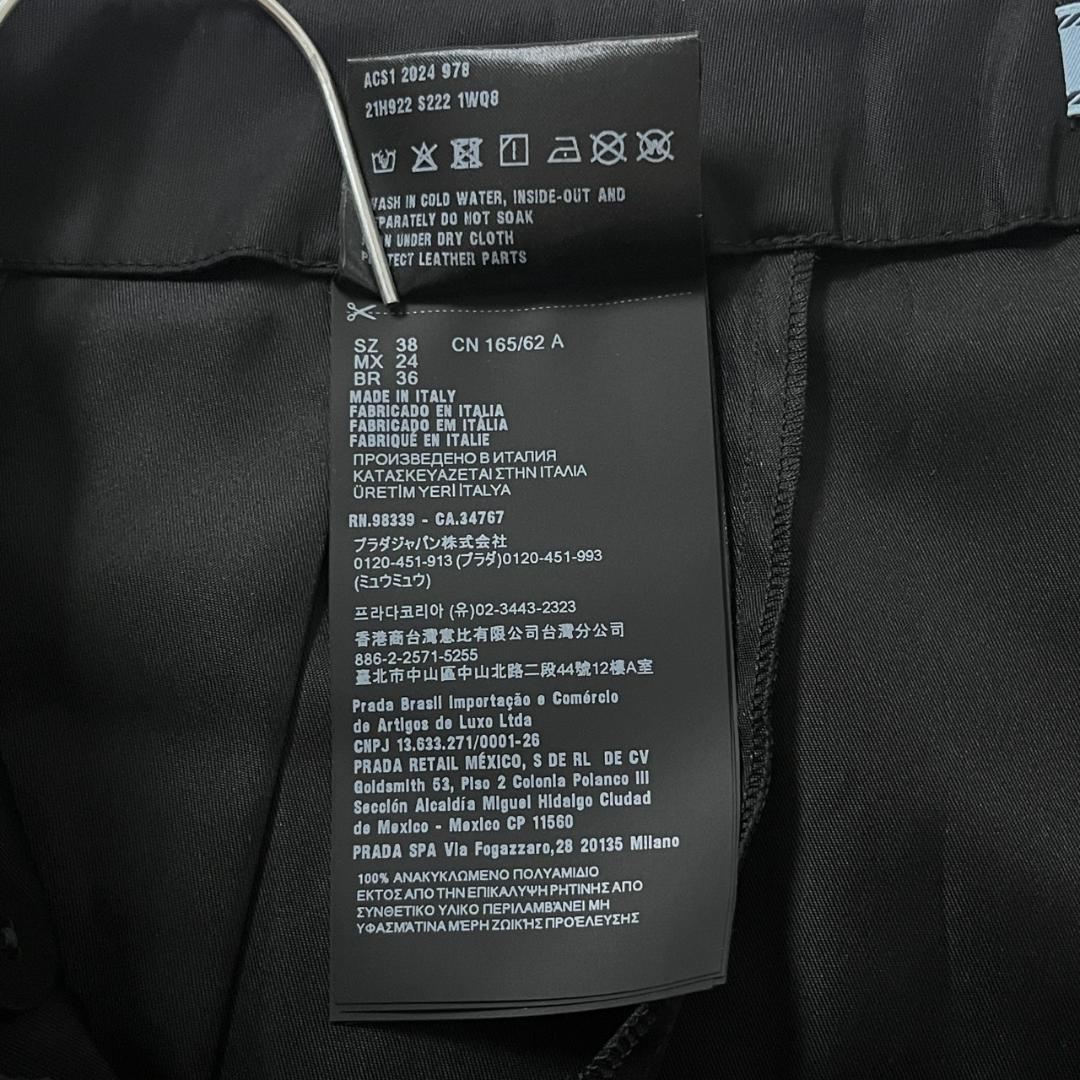 ACS1 2024 978
21H922 S222 1WQ8
WASH IN COLD WATER, INSIDE-OUT AND
SEPARATELY DO NOT SOAK
UNDER DRY CLOTH
PROTECT LEATHER PARTS
SZ 38 CN 165/62 A
MX 24
BR 36
MADE IN ITALY
FABRICADO EN ITALIA
FABRICADO EM ITÁLIA
FABRIQUÉ EN ITALIE
ПРОИЗВЕДЕНО В ИТАЛИЯ
ΚΑΤΑΣΚΕΥΑΖΕΤΑΙ ΣΤΗΝ ΙΤΑΛΙΑ
ÜRETİM YERİ İTALYA
RN.98339 - CA.34767
プラダジャパン株式会社
0120-451-913 (プラダ)0120-451-993
(ミュウミュウ)
프라다코리아 (유)02-3443-2323
香港商台灣意比有限公司台灣分公司
886-2-2571-5255
臺北市中山區中山北路二段44號12樓A室
Prada Brasil Importação e Comércio
de Artigos de Luxo Ltda
CNPJ 13.633.271/0001-26
PRADA RETAIL MÉXICO, S DE RL DE CV
Goldsmith 53, Piso 2 Colonia Polanco III
Sección Alcaldía Miguel Hidalgo Ciudad
de Mexico - Mexico CP 11560
PRADA SPA Via Fogazzaro,28 20135 Milano
100% ΑΝΑΚΥΚΛΩΜΕΝΟ ΠΟΛΥΑΜΙΔΙΟ
ΕΚΤΟΣ ΑΠΟ ΤΗΝ ΕΠΙΚΑΛΥΨΗ ΡΗΤΙΝΗΣ ΑΠΟ
ΣΥΝΘΕΤΙΚΟ ΥΛΙΚΟ ΠΕΡΙΛΑΜΒΆΝΕΙ ΜΗ
ΥΦΑΣΜΆΤΙΝΑ ΜΈΡΗ ΖΩΙΚΉΣ ΠΡΟΈΛΕΥΣΗΣ